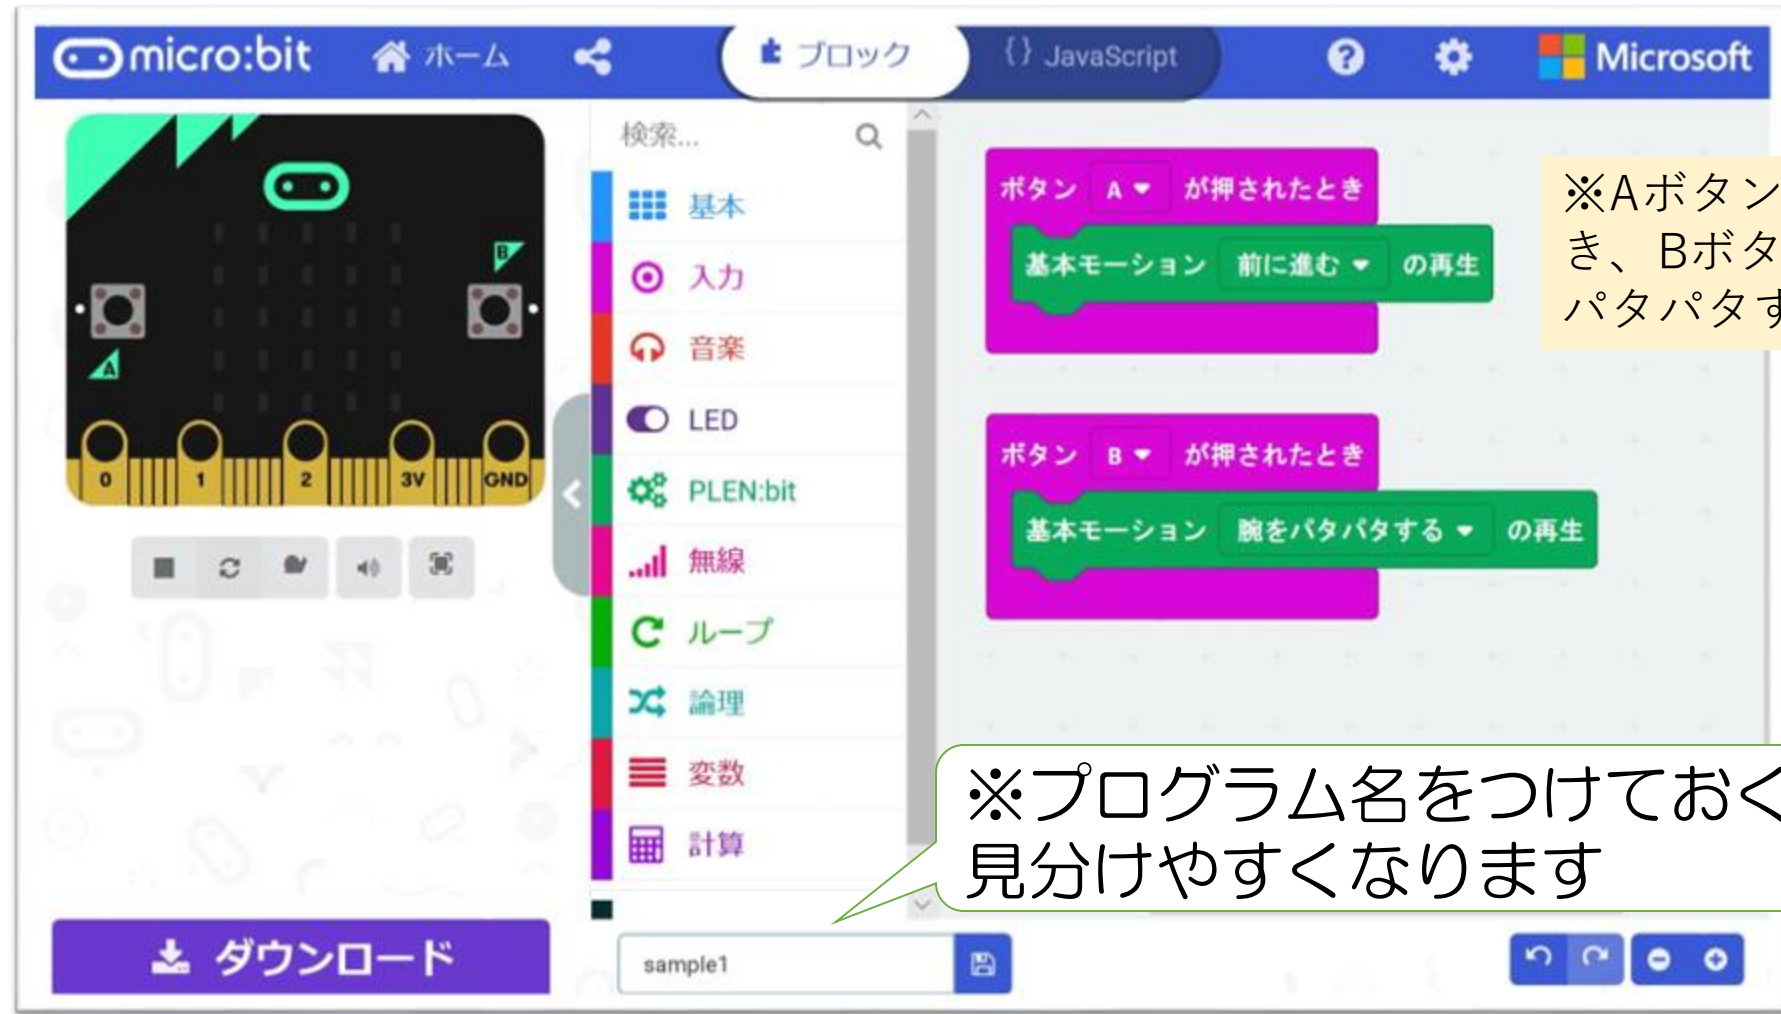 micro:bit ホーム ブロック {} JavaScript Microsoft
検索...
基本
入力
音楽
LED
PLEN:bit
無線
ループ
論理
変数
計算
B
A
0 1 2 3V GND
ボタン A が押されたとき
基本モーション 前に進む の再生
ボタン B が押されたとき
基本モーション 腕をパタパタする の再生
※Aボタン
き、Bボタ
パタパタす
※プログラム名をつけておく
見分けやすくなります
ダウンロード
sample1